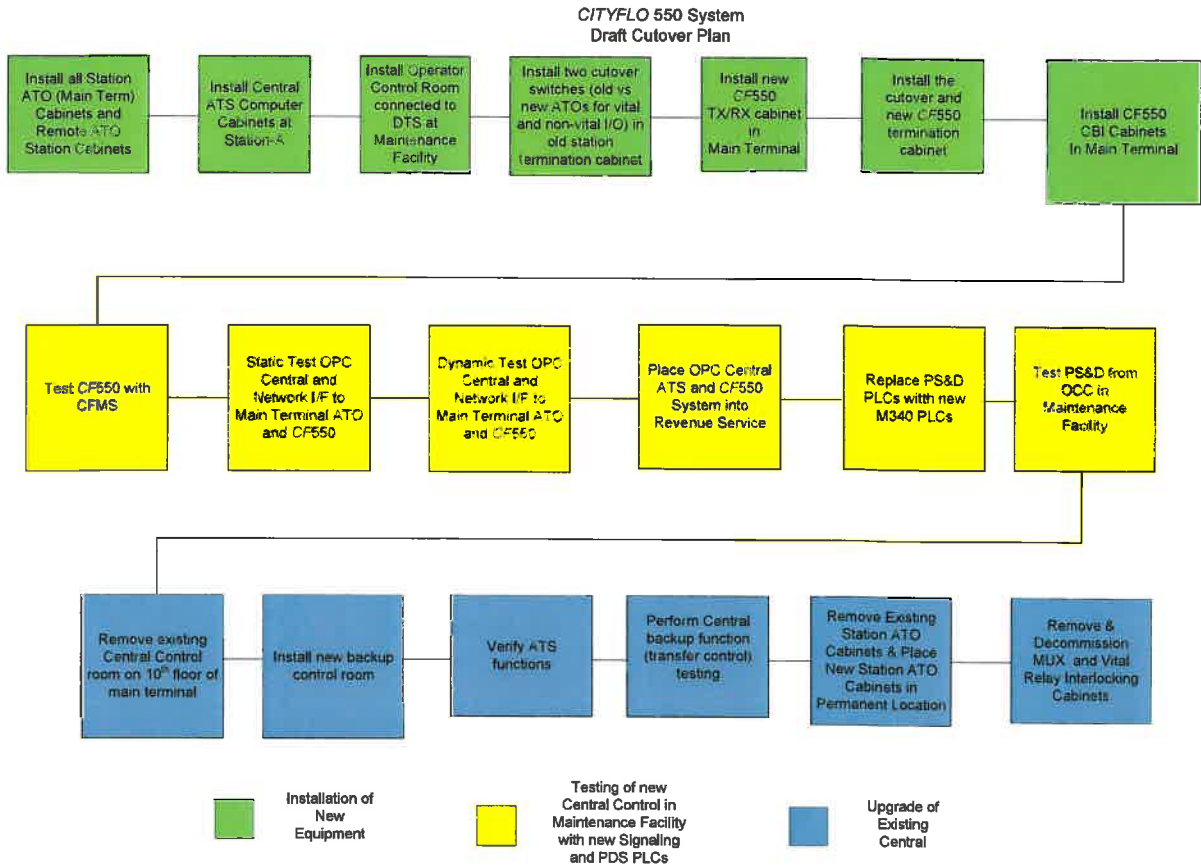 CITYFLO 550 System
Draft Cutover Plan
Install all Station
ATO (Main Term)
Cabinets and
Remote ATO
Station Cabinets
Install Central
ATS Computer
Cabinets at
Station-A
Install Operator
Control Room
connected to
DTS at
Maintenance
Facility
Install two cutover
switches (old vs
new ATOs for vital
and non-vital I/O) in
old station
termination cabinet
Install new
CF550
TX/RX cabinet
in
Main Terminal
Install the
cutover and
new CF550
termination
cabinet
Install CF550
CBI Cabinets
In Main Terminal
Test CF550 with
CFMS
Static Test OPC
Central and
Network I/F to
Main Terminal ATO
and CF550
Dynamic Test OPC
Central and
Network I/F to
Main Terminal ATO
and CF550
Place OPC Central
ATS and CF550
System into
Revenue Service
Replace PS&D
PLCs witth new
M340 PLCs
Test PS&D from
OCC in
Maintenance
Facility
Remove existing
Central Control
room on 10th floor of
main terminal
Install new backup
control room
Verify ATS
functions
Perform Central
backup function
(transfer control)
testing
Remove Existing
Station ATO
Cabinets & Place
New Station ATO
Cabinets in
Permanent Location
Remove &
Decommission
MUX and Vital
Relay Interlocking
Cabinets
Installation of
New
Equipment
Testing of new
Central Control in
Maintenance Facility
with new Signaling
and PDS PLCs
Upgrade of
Existing
Central